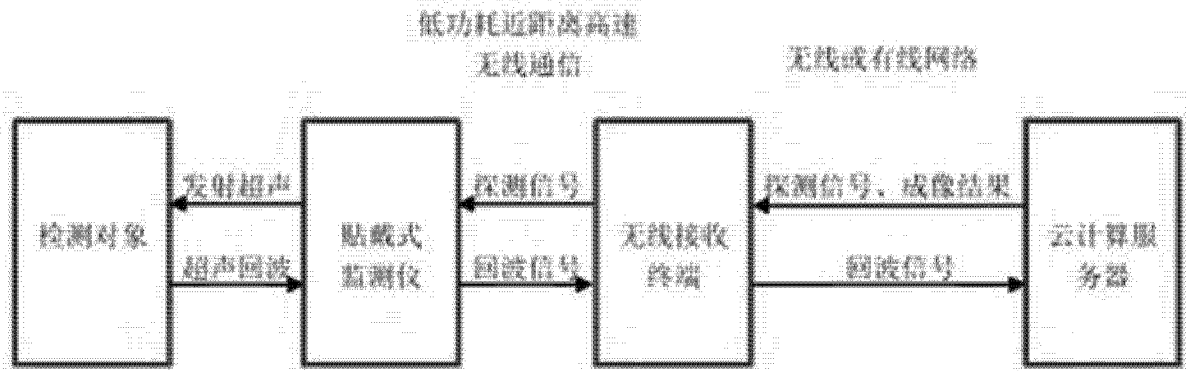 低功耗近距离高速
无线通信
无线或有线网络
检测对象
发射超声
超声回波
贴戴式
监测仪
探测信号
回波信号
无线接收
终端
探测信号、成像结果
回波信号
云计算服
务器